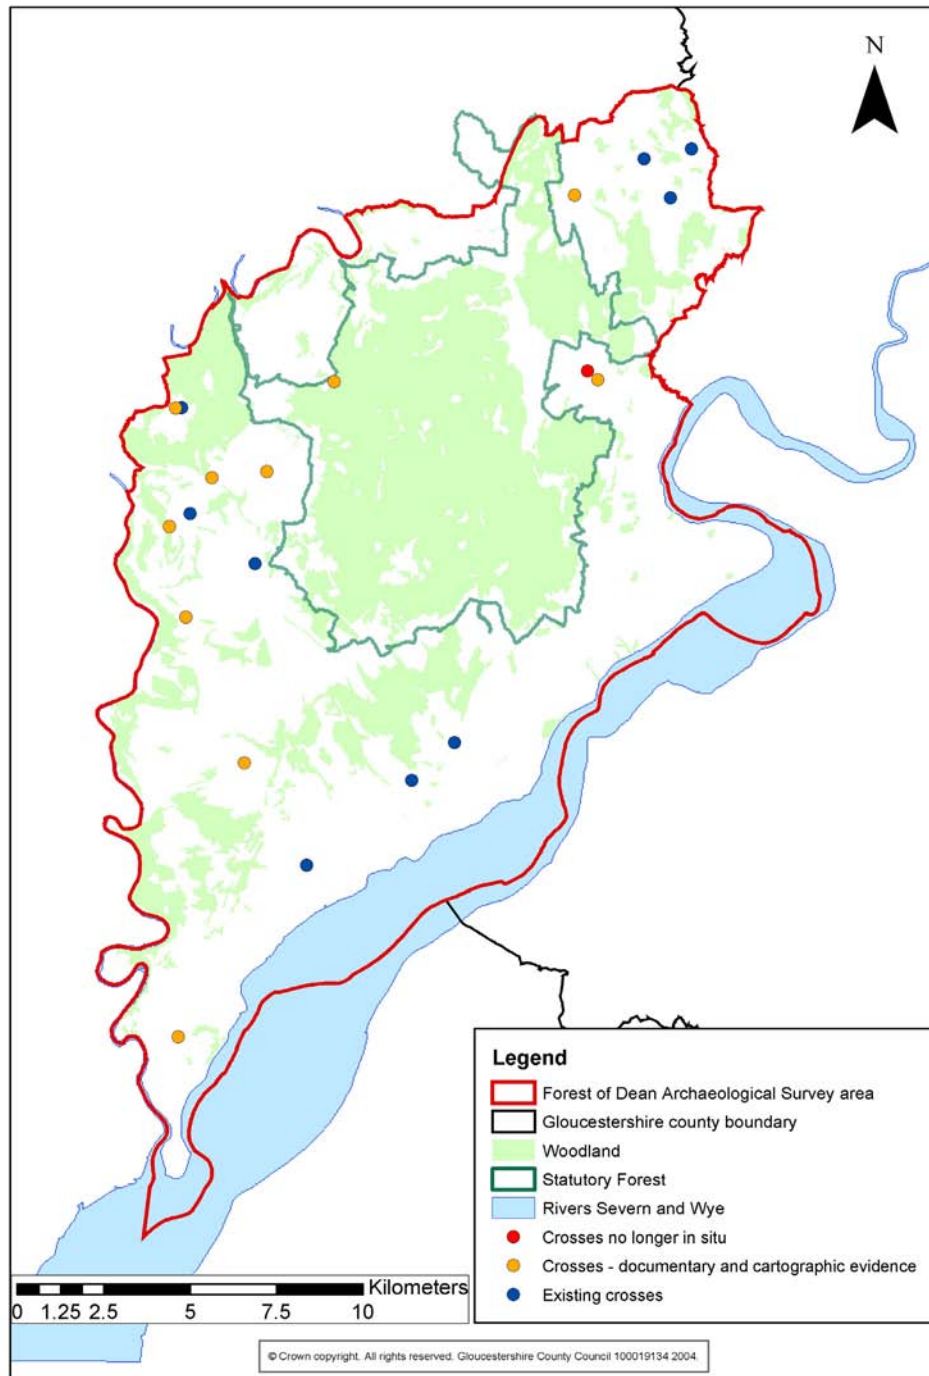 N
Legend
Forest of Dean Archaeological Survey area
Gloucestershire county boundary
Woodland
Statutory Forest
Rivers Severn and Wye
Crosses no longer in situ
Crosses - documentary and cartographic evidence
Existing crosses
Kilometers
0 1.25 2.5 5 7.5 10
© Crown copyright. All rights reserved. Gloucestershire County Council 100019134 2004.